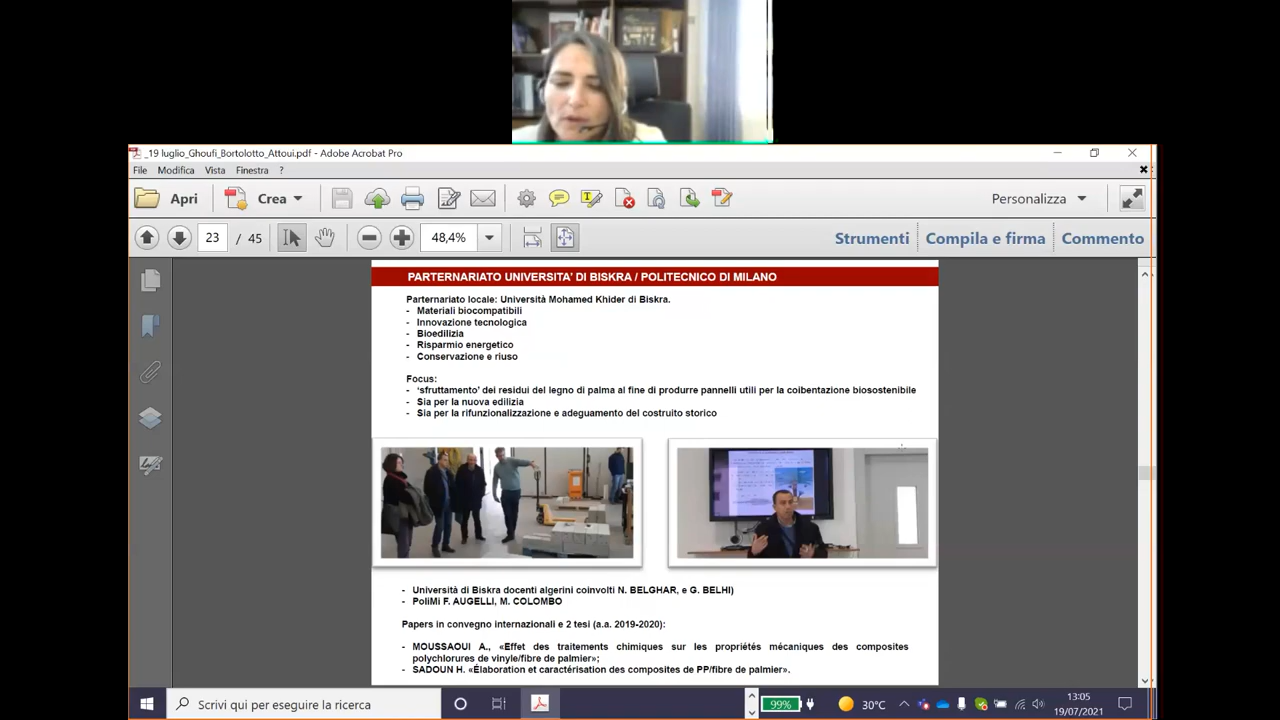 _19 luglio_Ghoufi_Bortolotto_Attoui.pdf - Adobe Acrobat Pro
File Modifica Vista Finestra ?
Apri Crea Personalizza
23 / 45 48,4% Strumenti Compila e firma Commento
PARTERNARIATO UNIVERSITA' DI BISKRA / POLITECNICO DI MILANO
Parternariato locale: Università Mohamed Khider di Biskra.
- Materiali biocompatibili
- Innovazione tecnologica
- Bioedilizia
- Risparmio energetico
- Conservazione e riuso
Focus:
- 'sfruttamento' dei residui del legno di palma al fine di produrre pannelli utili per la coibentazione biosostenibile
- Sia per la nuova edilizia
- Sia per la rifunzionalizzazione e adeguamento del costruito storico
- Università di Biskra docenti algerini coinvolti N. BELGHAR, e G. BELHI)
- PoliMi F. AUGELLI, M. COLOMBO
Papers in convegno internazionali e 2 tesi (a.a. 2019-2020):
- MOUSSAOUI A., «Effet des traitements chimiques sur les propriétés mécaniques des composites
polychlorures de vinyle/fibre de palmier»;
- SADOUN H. «Élaboration et caractérisation des composites de PP/fibre de palmier».
Scrivi qui per eseguire la ricerca
99% 30°C 13:05
19/07/2021